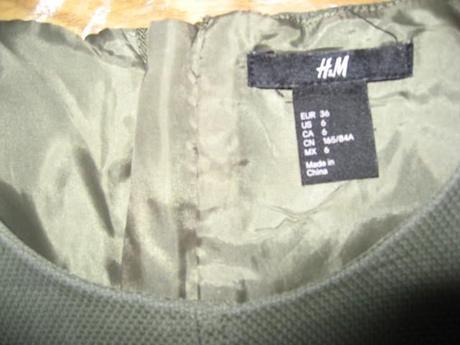 H&M
EUR 36
US 6
CA 6
CN 165/84A
MX 6
Made in
China